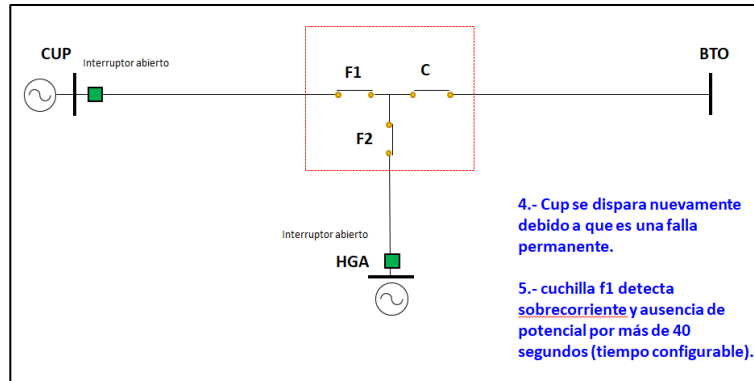 CUP
Interruptor abierto
F1
C
BTO
F2
Interruptor abierto
HGA
4.- Cup se dispara nuevamente
debido a que es una falla
permanente.
5.- cuchilla f1 detecta
sobrecorriente y ausencia de
potencial por más de 40
segundos (tiempo configurable).